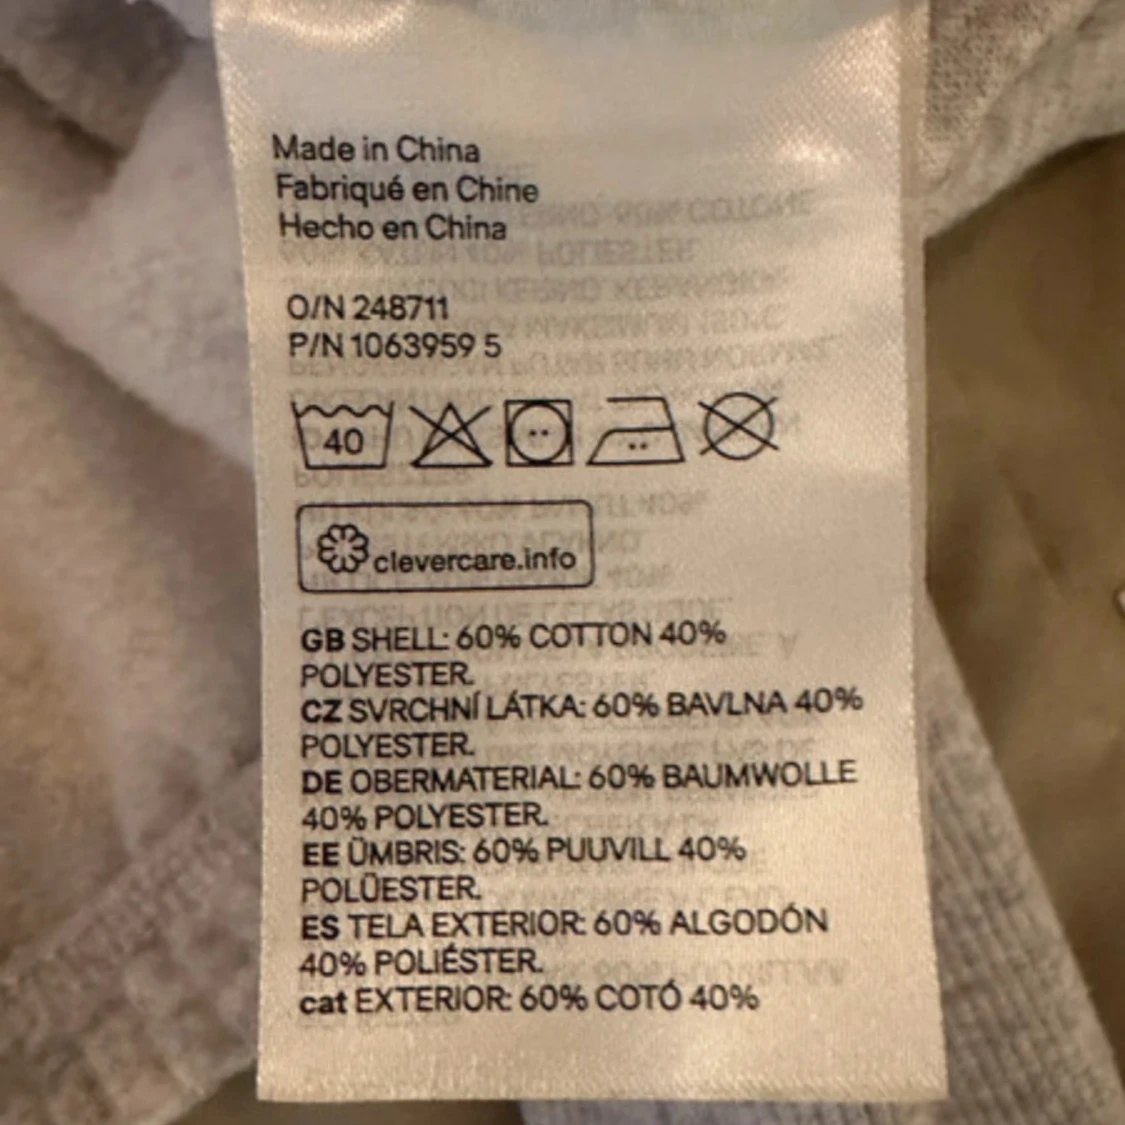 Made in China
Fabriqué en Chine
Hecho en China
O/N 248711
P/N 1063959 5
40
clevercare.info
GB SHELL: 60% COTTON 40%
POLYESTER.
CZ SVRCHNÍ LÁTKA: 60% BAVLNA 40%
POLYESTER.
DE OBERMATERIAL: 60% BAUMWOLLE
40% POLYESTER.
EE ÜMBRIS: 60% PUUVILL 40%
POLÜESTER.
ES TELA EXTERIOR: 60% ALGODÓN
40% POLIÉSTER.
cat EXTERIOR: 60% COTÓ 40%